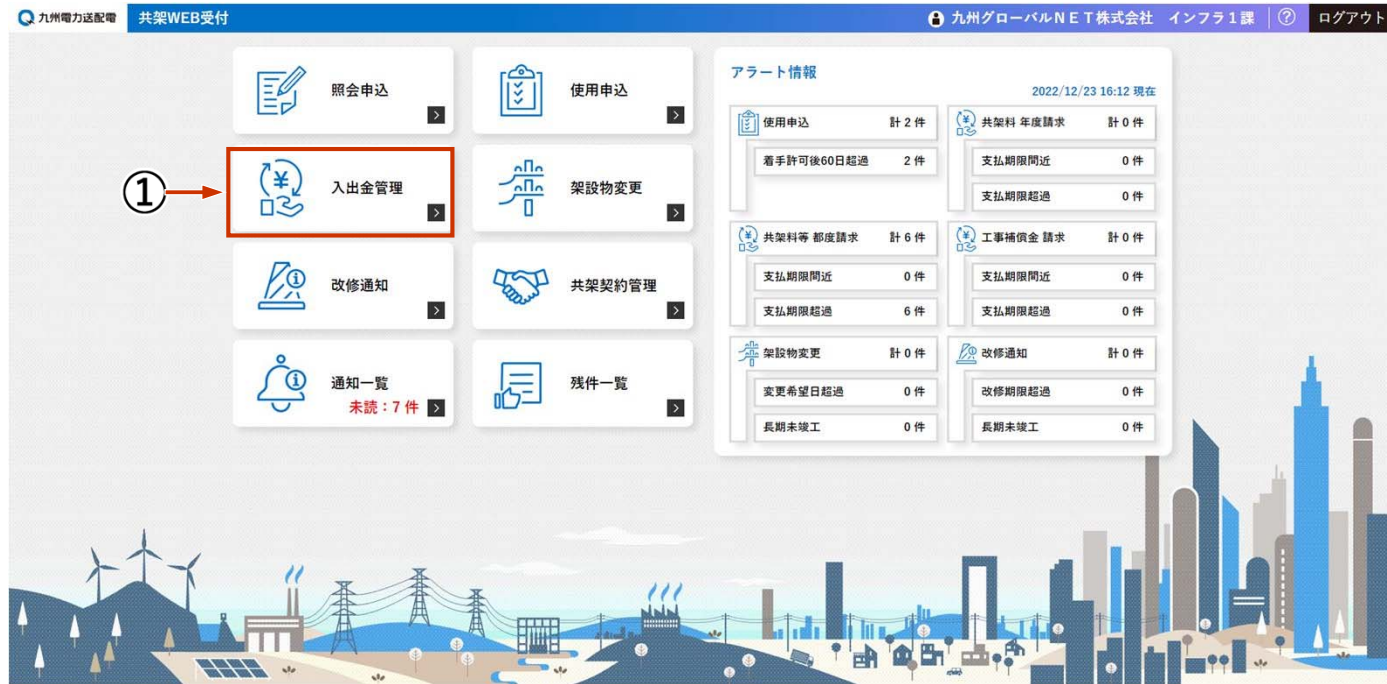 九州電力送配電 共架WEB受付 九州グローバルNET株式会社 インフラ1課 ? ログアウト
照会申込
使用申込
①
入出金管理
架設物変更
改修通知
共架契約管理
通知一覧
未読:7件
残件一覧
アラート情報
2022/12/23 16:12 現在
使用申込 計 2 件
着手許可後60日超過 2 件
共架料 年度請求 計 0 件
支払期限間近 0 件
支払期限超過 0 件
共架料等 都度請求 計 6 件
支払期限間近 0 件
支払期限超過 6 件
工事補償金 請求 計 0 件
支払期限間近 0 件
支払期限超過 0 件
架設物変更 計 0 件
変更希望日超過 0 件
長期未竣工 0 件
改修通知 計 0 件
改修期限超過 0 件
長期未竣工 0 件